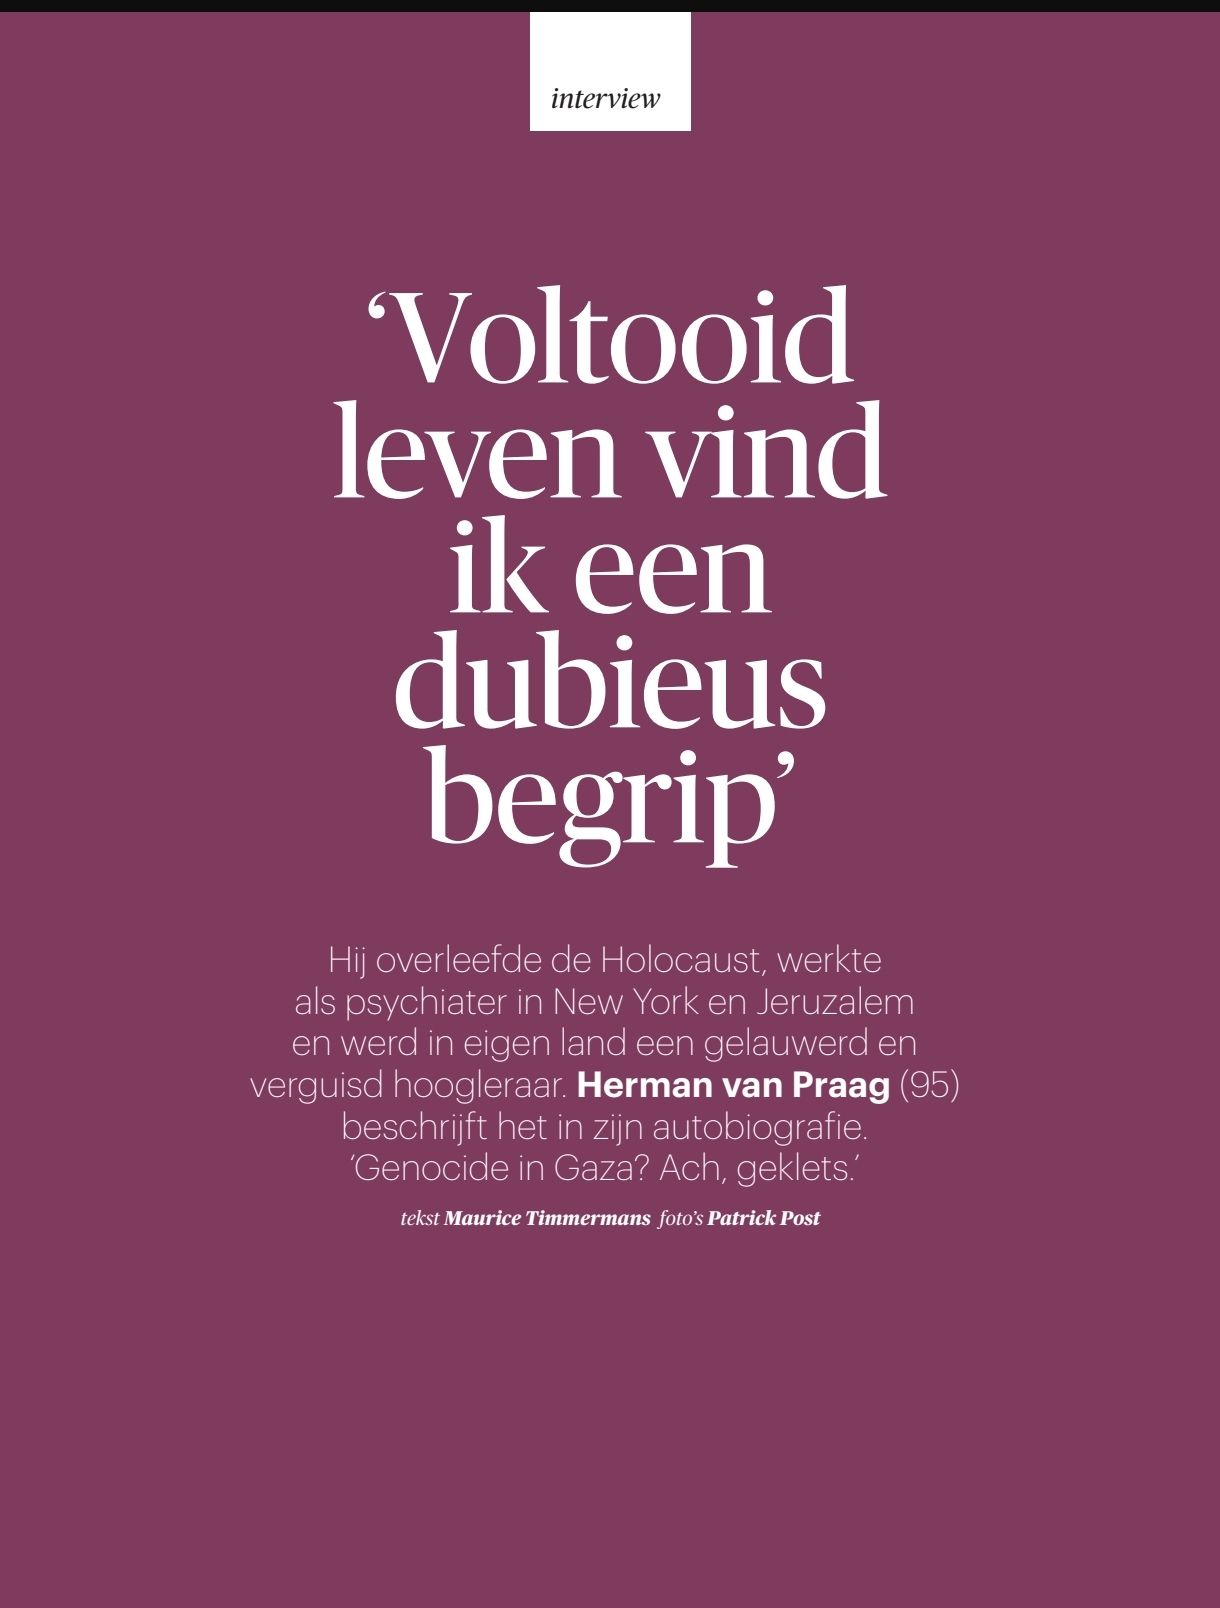 interview
‘Voltooid
leven vind
ik een
dubieus
begrip’
Hij overleefde de Holocaust, werkte
als psychiater in New York en Jeruzalem
en werd in eigen land een gelauwerd en
verguisd hoogleraar. Herman van Praag (95)
beschrijft het in zijn autobiografie.
‘Genocide in Gaza? Ach, geklets.’
tekst Maurice Timmermans foto’s Patrick Post